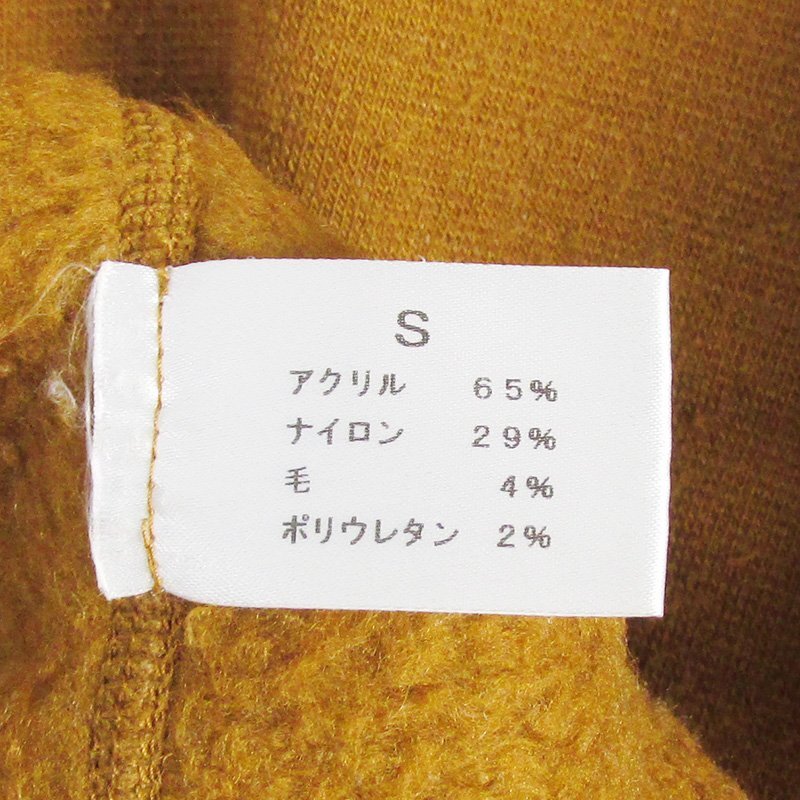 S
アクリル 65%
ナイロン 29%
毛 4%
ポリウレタン 2%